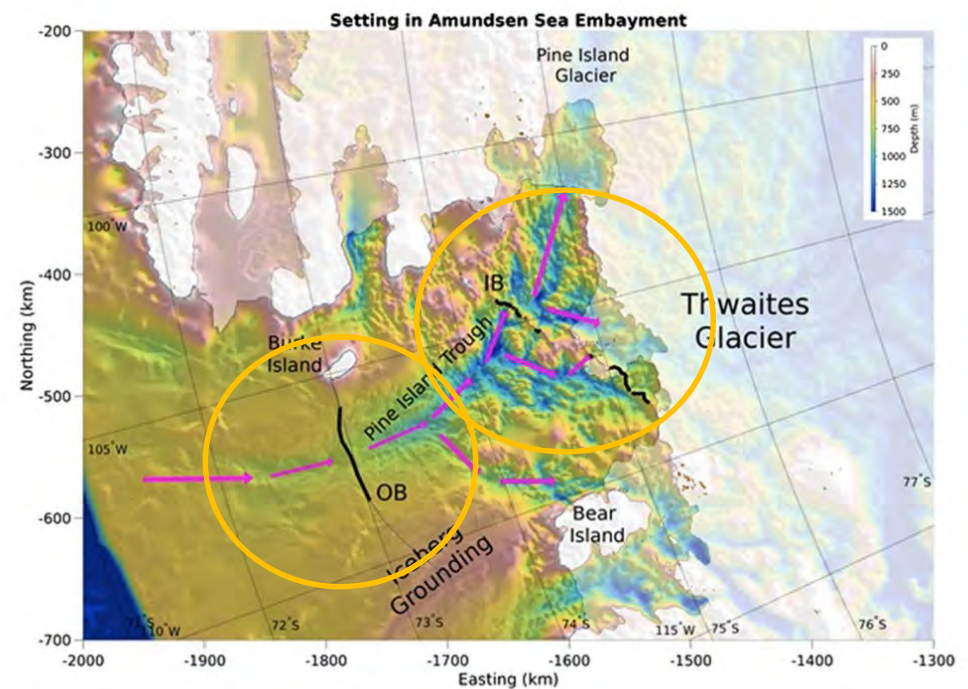 Setting in Amundsen Sea Embayment
-200
-300
-400
-500
-600
-700
Northing (km)
Pine Island
Glacier
0
250
500
750
1000
1250
1500
Depth (m)
100°W
IB
Thwaites
Glacier
Burke
Island
Pine Island Trough
105°W
OB
77°S
Bear
Island
Iceberg
Grounding
71°S
110°W
72°S
73°S
74°S
115°W
75°S
76°S
-2000
-1900
-1800
-1700
-1600
-1500
-1400
-1300
Easting (km)